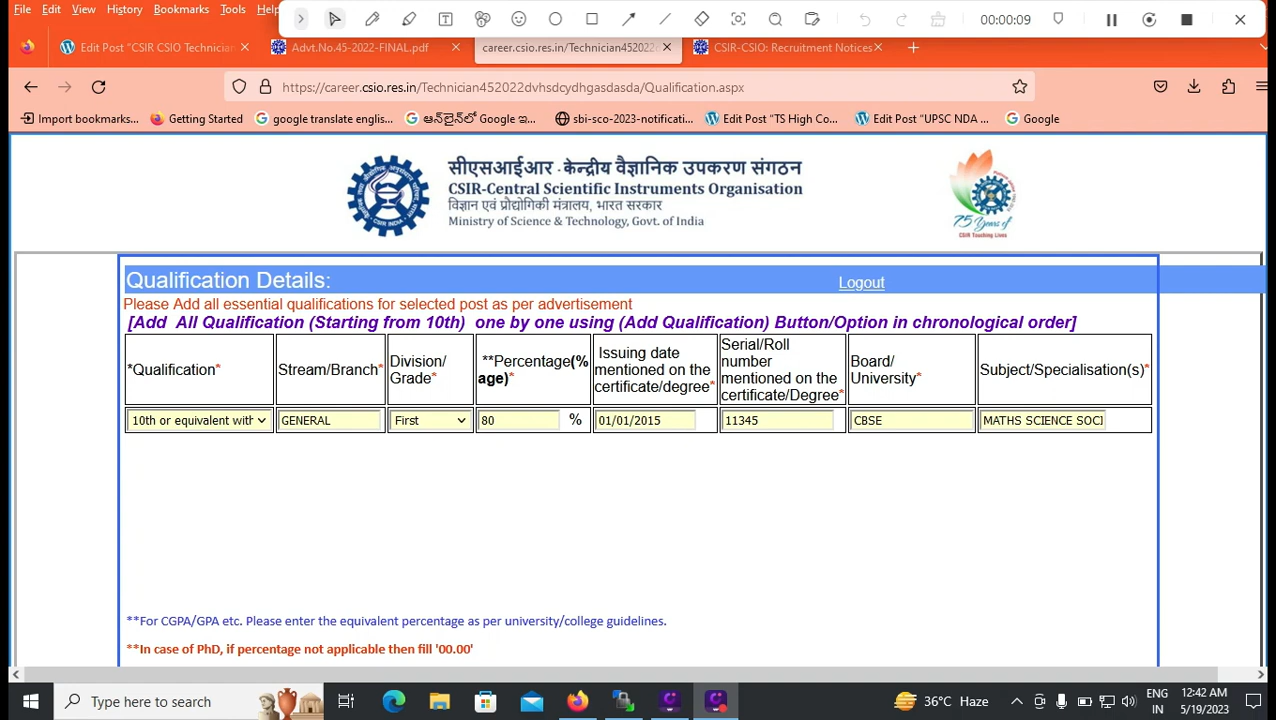 File Edit View History Bookmarks Tools Help
00:00:09
Edit Post “CSIR CSIO Technician
Advt.No.45-2022-FINAL.pdf
career.csio.res.in/Technician452022
CSIR-CSIO: Recruitment Notices
https://career.csio.res.in/Technician452022dvhsdcydhgasdasda/Qualification.aspx
Import bookmarks...
Getting Started
google translate englis...
ఆన్‌లైన్‌లో Google ఇ...
sbi-sco-2023-notificati...
Edit Post “TS High Co...
Edit Post “UPSC NDA ...
Google
सीएसआईआर - केन्द्रीय वैज्ञानिक उपकरण संगठन
CSIR-Central Scientific Instruments Organisation
विज्ञान एवं प्रौद्योगिकी मंत्रालय, भारत सरकार
Ministry of Science & Technology, Govt. of India
CSIR INDIA
75 Years of
CSIR Touching Lives
Qualification Details:
Logout
Please Add all essential qualifications for selected post as per advertisement
[Add All Qualification (Starting from 10th) one by one using (Add Qualification) Button/Option in chronological order]
*Qualification*
Stream/Branch*
Division/
Grade*
**Percentage(%
age)*
Issuing date
mentioned on the
certificate/degree*
Serial/Roll
number
mentioned on the
certificate/Degree*
Board/
University*
Subject/Specialisation(s)*
10th or equivalent with
GENERAL
First
80
%
01/01/2015
11345
CBSE
MATHS SCIENCE SOCI
**For CGPA/GPA etc. Please enter the equivalent percentage as per university/college guidelines.
**In case of PhD, if percentage not applicable then fill '00.00'
Type here to search
36°C Haze
ENG
IN
12:42 AM
5/19/2023